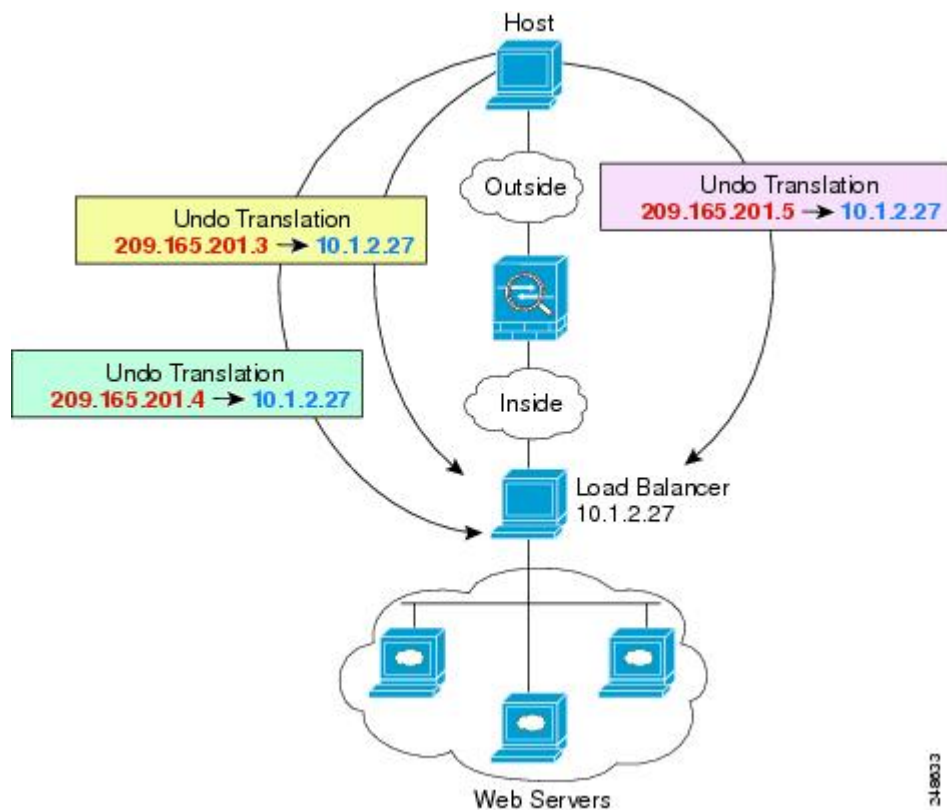 Host
Outside
Undo Translation
209.165.201.3 → 10.1.2.27
Undo Translation
209.165.201.5 → 10.1.2.27
Undo Translation
209.165.201.4 → 10.1.2.27
Inside
Load Balancer
10.1.2.27
Web Servers
248633